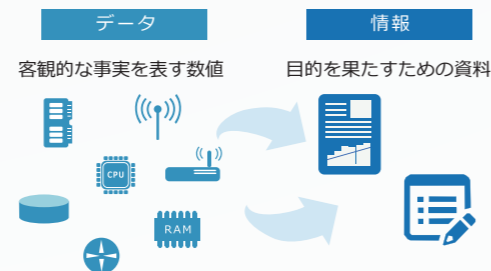 データ
情報
客観的な事実を表す数値
目的を果たすための資料
CPU
RAM